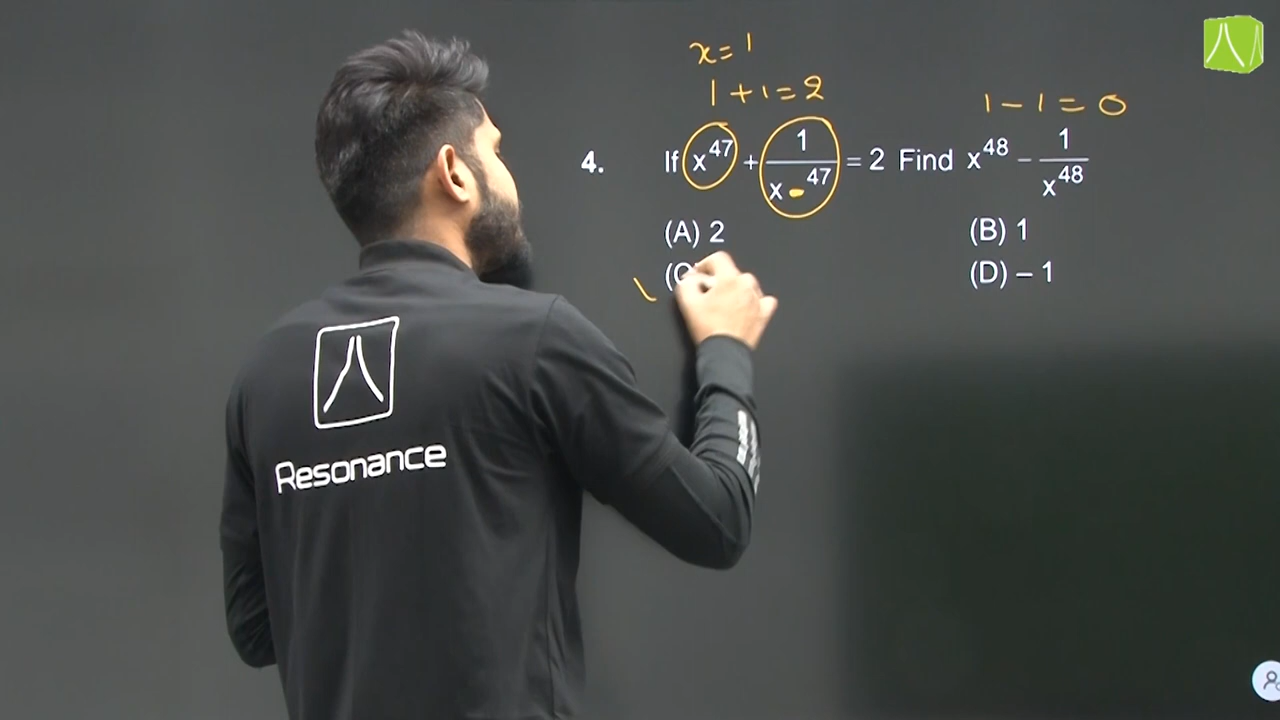 x = 1
1 + 1 = 2
1 - 1 = 0
4. If x^47 + 1/x-^47 = 2 Find x^48 − 1/x^48
(A) 2 (B) 1
(D) – 1
Resonance